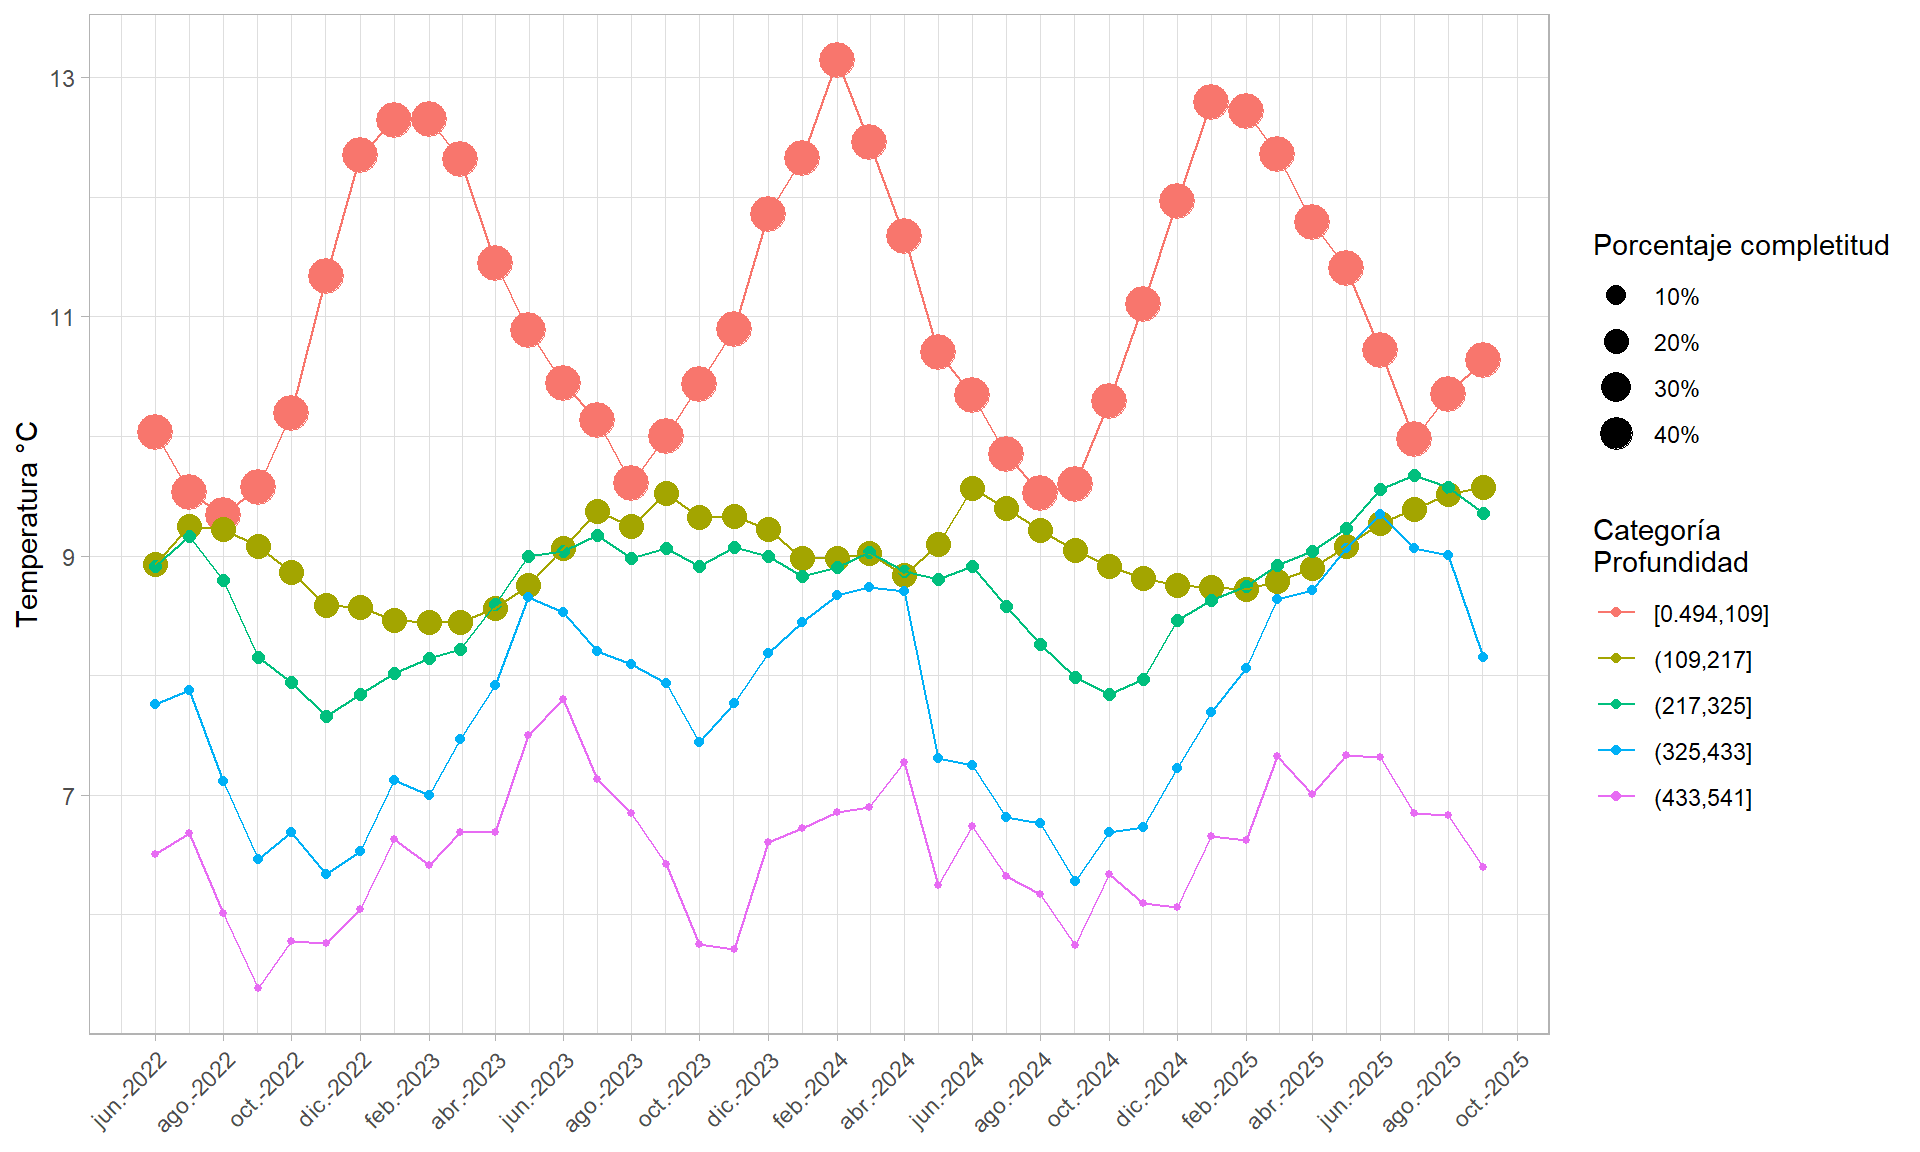 13
11
9
7
Temperatura °C
jun.-2022
ago.-2022
oct.-2022
dic.-2022
feb.-2023
abr.-2023
jun.-2023
ago.-2023
oct.-2023
dic.-2023
feb.-2024
abr.-2024
jun.-2024
ago.-2024
oct.-2024
dic.-2024
feb.-2025
abr.-2025
jun.-2025
ago.-2025
oct.-2025
Porcentaje completitud
10%
20%
30%
40%
Categoría
Profundidad
[0.494,109]
(109,217]
(217,325]
(325,433]
(433,541]